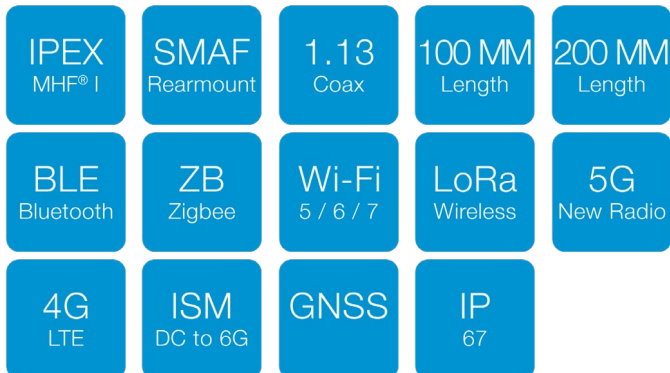 IPEX
MHF® I
SMAF
Rearmount
1.13
Coax
100 MM
Length
200 MM
Length
BLE
Bluetooth
ZB
Zigbee
Wi-Fi
5 / 6 / 7
LoRa
Wireless
5G
New Radio
4G
LTE
ISM
DC to 6G
GNSS
IP
67